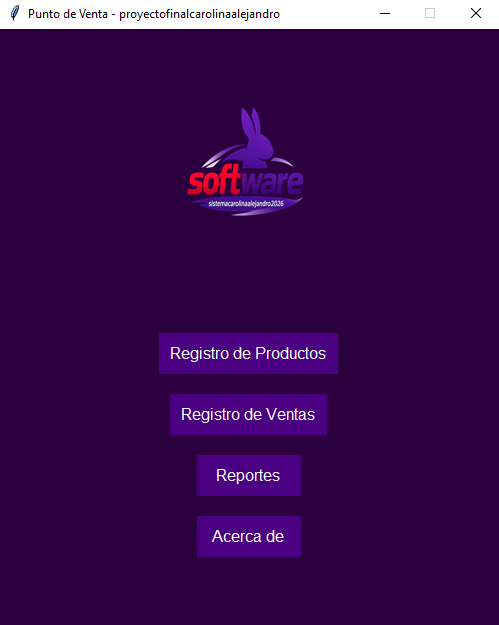 Punto de Venta - proyectofinalcarolinaalejandro
software
sistemacarolinaalejandro2026
Registro de Productos
Registro de Ventas
Reportes
Acerca de